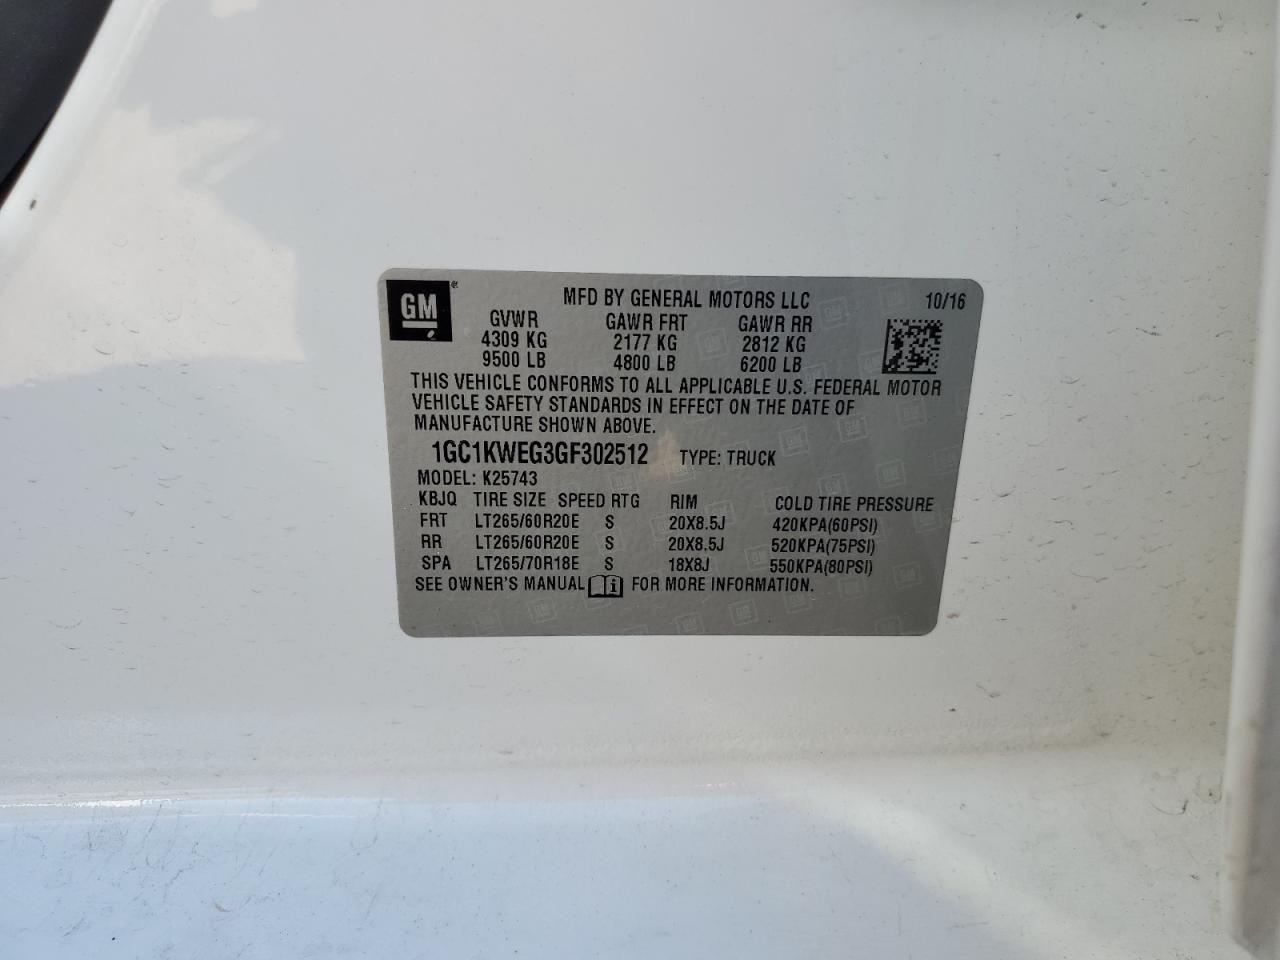 GM ®
MFD BY GENERAL MOTORS LLC 10/16
GVWR GAWR FRT GAWR RR
4309 KG 2177 KG 2812 KG
9500 LB 4800 LB 6200 LB
THIS VEHICLE CONFORMS TO ALL APPLICABLE U.S. FEDERAL MOTOR
VEHICLE SAFETY STANDARDS IN EFFECT ON THE DATE OF
MANUFACTURE SHOWN ABOVE.
1GC1KWEG3GF302512 TYPE: TRUCK
MODEL: K25743
KBJQ TIRE SIZE SPEED RTG RIM COLD TIRE PRESSURE
FRT LT265/60R20E S 20X8.5J 420KPA(60PSI)
RR LT265/60R20E S 20X8.5J 520KPA(75PSI)
SPA LT265/70R18E S 18X8J 550KPA(80PSI)
SEE OWNER'S MANUAL i FOR MORE INFORMATION.